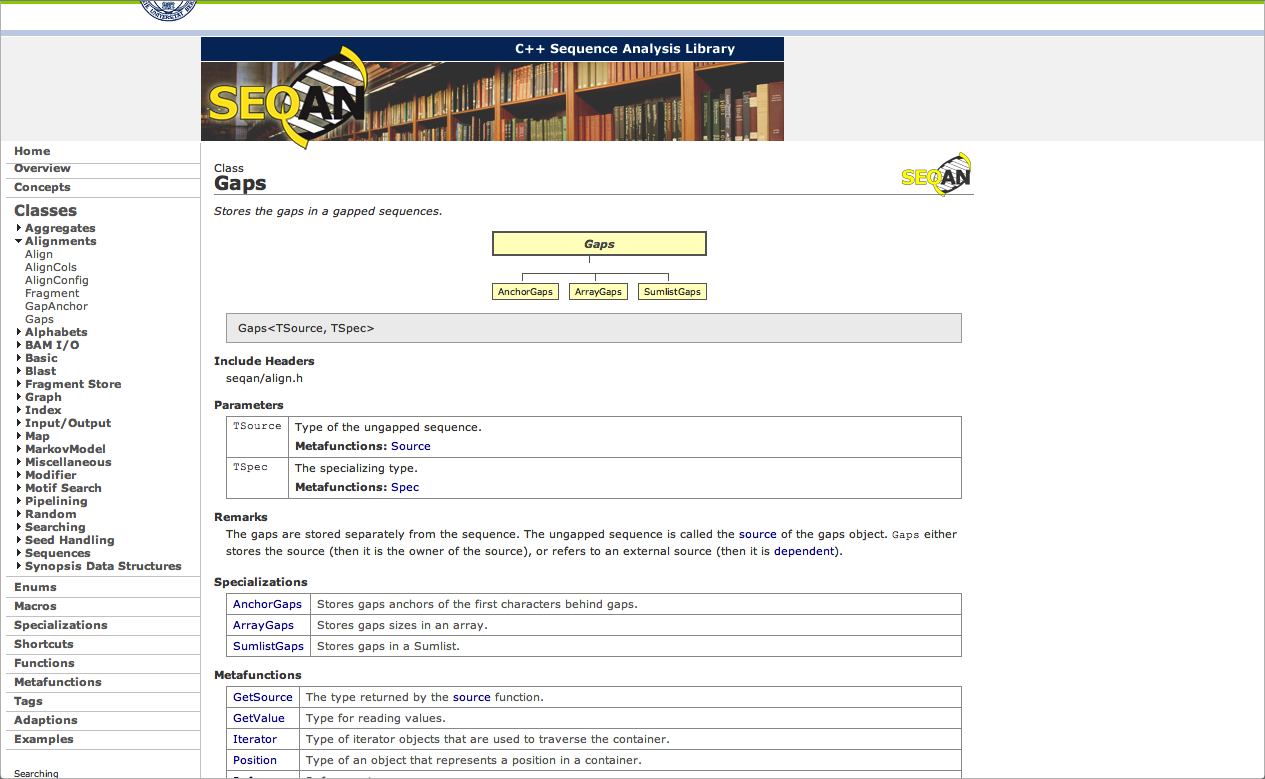 C++ Sequence Analysis Library
SEQAN
Home
Overview
Concepts
Classes
Aggregates
Alignments
Align
AlignCols
AlignConfig
Fragment
GapAnchor
Gaps
Alphabets
BAM I/O
Basic
Blast
Fragment Store
Graph
Index
Input/Output
Map
MarkovModel
Miscellaneous
Modifier
Motif Search
Pipelining
Random
Searching
Seed Handling
Sequences
Synopsis Data Structures
Enums
Macros
Specializations
Shortcuts
Functions
Metafunctions
Tags
Adaptions
Examples
Searching
Class
Gaps
SEQAN
Stores the gaps in a gapped sequences.
Gaps
AnchorGaps ArrayGaps SumlistGaps
Gaps<TSource, TSpec>
Include Headers
seqan/align.h
Parameters
TSource Type of the ungapped sequence.
Metafunctions: Source
TSpec The specializing type.
Metafunctions: Spec
Remarks
The gaps are stored separately from the sequence. The ungapped sequence is called the source of the gaps object. Gaps either
stores the source (then it is the owner of the source), or refers to an external source (then it is dependent).
Specializations
AnchorGaps Stores gaps anchors of the first characters behind gaps.
ArrayGaps Stores gaps sizes in an array.
SumlistGaps Stores gaps in a Sumlist.
Metafunctions
GetSource The type returned by the source function.
GetValue Type for reading values.
Iterator Type of iterator objects that are used to traverse the container.
Position Type of an object that represents a position in a container.